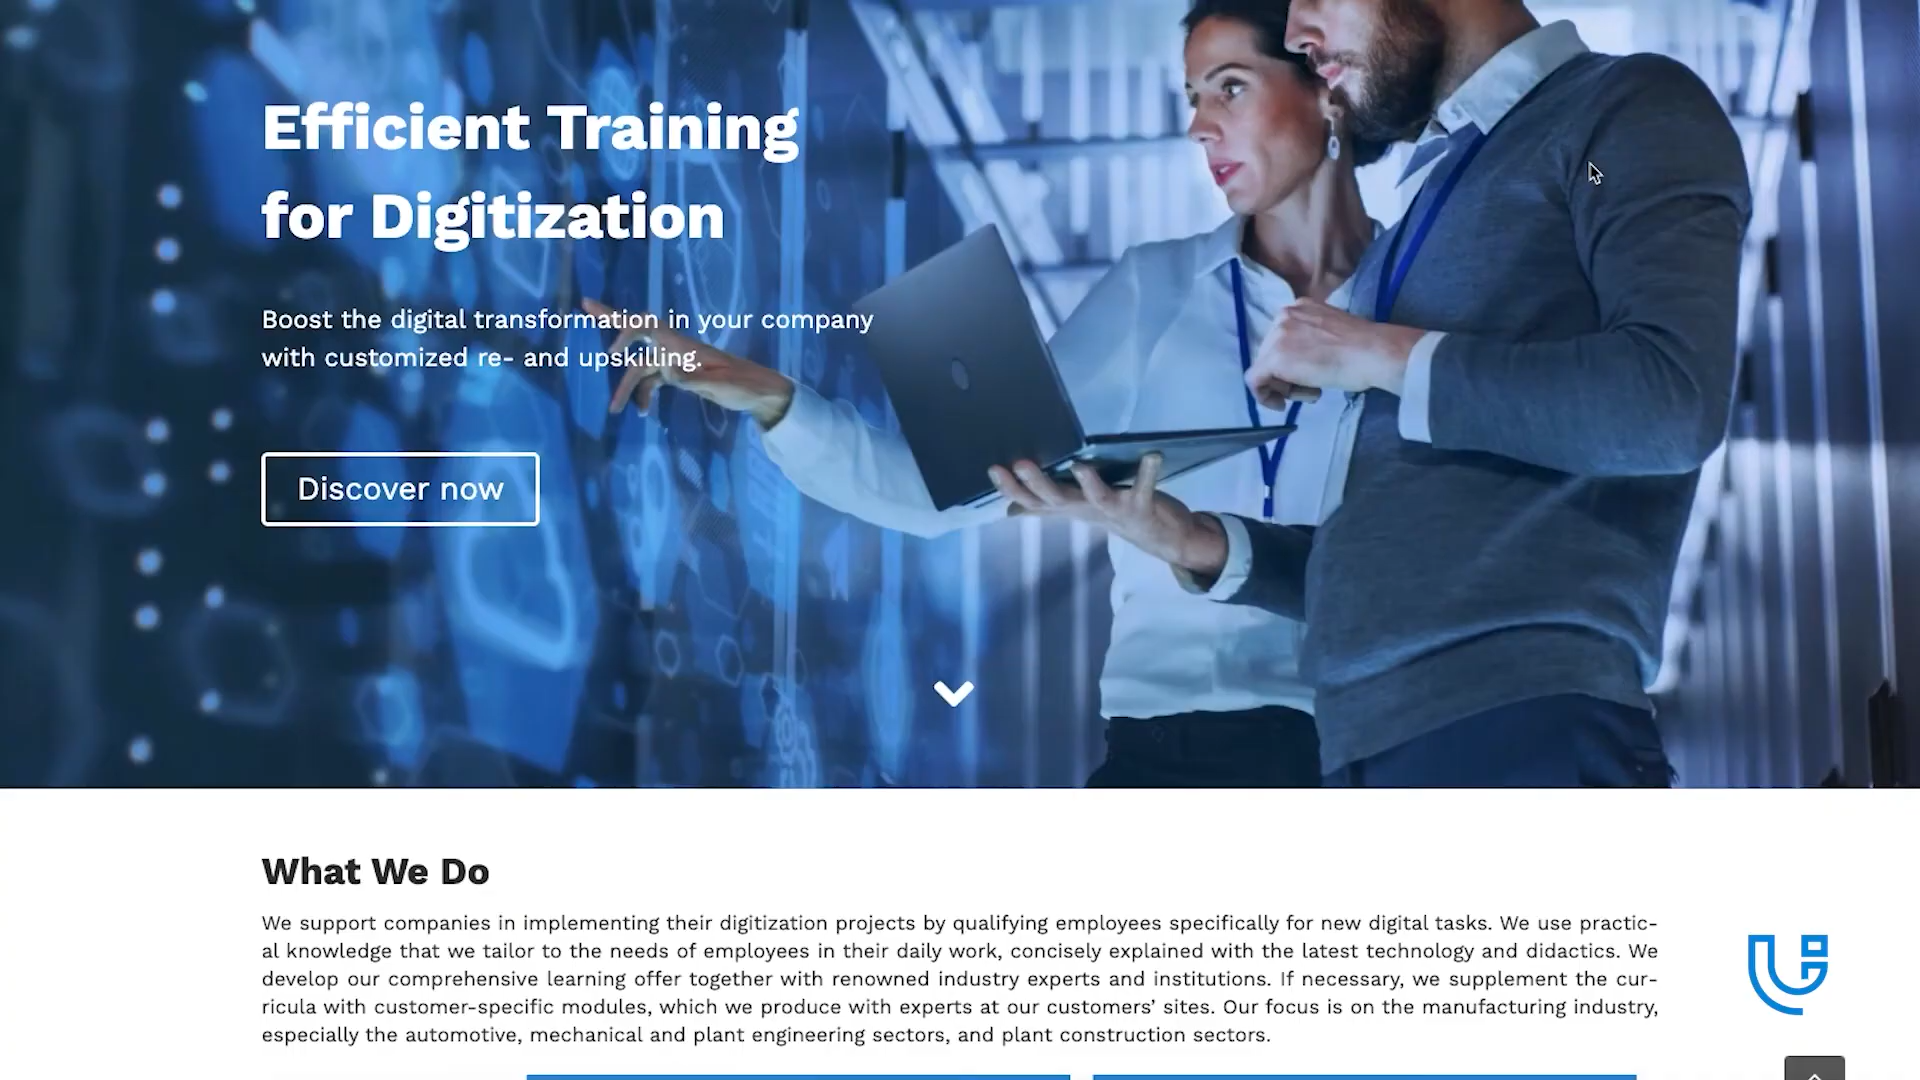 Efficient Training
for Digitization
Boost the digital transformation in your company
with customized re- and upskilling.
Discover now
What We Do
We support companies in implementing their digitization projects by qualifying employees specifically for new digital tasks. We use practic-
al knowledge that we tailor to the needs of employees in their daily work, concisely explained with the latest technology and didactics. We
develop our comprehensive learning offer together with renowned industry experts and institutions. If necessary, we supplement the cur-
ricula with customer-specific modules, which we produce with experts at our customers’ sites. Our focus is on the manufacturing industry,
especially the automotive, mechanical and plant engineering sectors, and plant construction sectors.